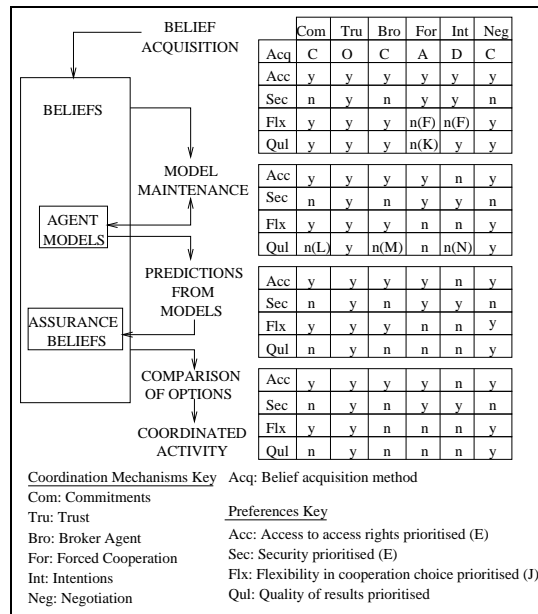 BELIEF
ACQUISITION
BELIEFS
MODEL
MAINTENANCE
AGENT
MODELS
PREDICTIONS
FROM
MODELS
ASSURANCE
BELIEFS
COMPARISON
OF OPTIONS
COORDINATED
ACTIVITY
Com Tru Bro For Int Neg
Acq C O C A D C
Acc y y y y y y
Sec n y n y y n
Flx y y y n(F) n(F) y
Qul y y y n(K) y y
Acc y y y y n y
Sec n y n y y n
Flx y y y n n y
Qul n(L) y n(M) n n(N) y
Acc y y y y n y
Sec n y n y y n
Flx y y y n n y
Qul n y n n n y
Acc y y y y n y
Sec n y n y y n
Flx y y n n n y
Qul n y n n n y
Coordination Mechanisms Key
Com: Commitments
Tru: Trust
Bro: Broker Agent
For: Forced Cooperation
Int: Intentions
Neg: Negotiation
Acq: Belief acquisition method
Preferences Key
Acc: Access to access rights prioritised (E)
Sec: Security prioritised (E)
Flx: Flexibility in cooperation choice prioritised (J)
Qul: Quality of results prioritised